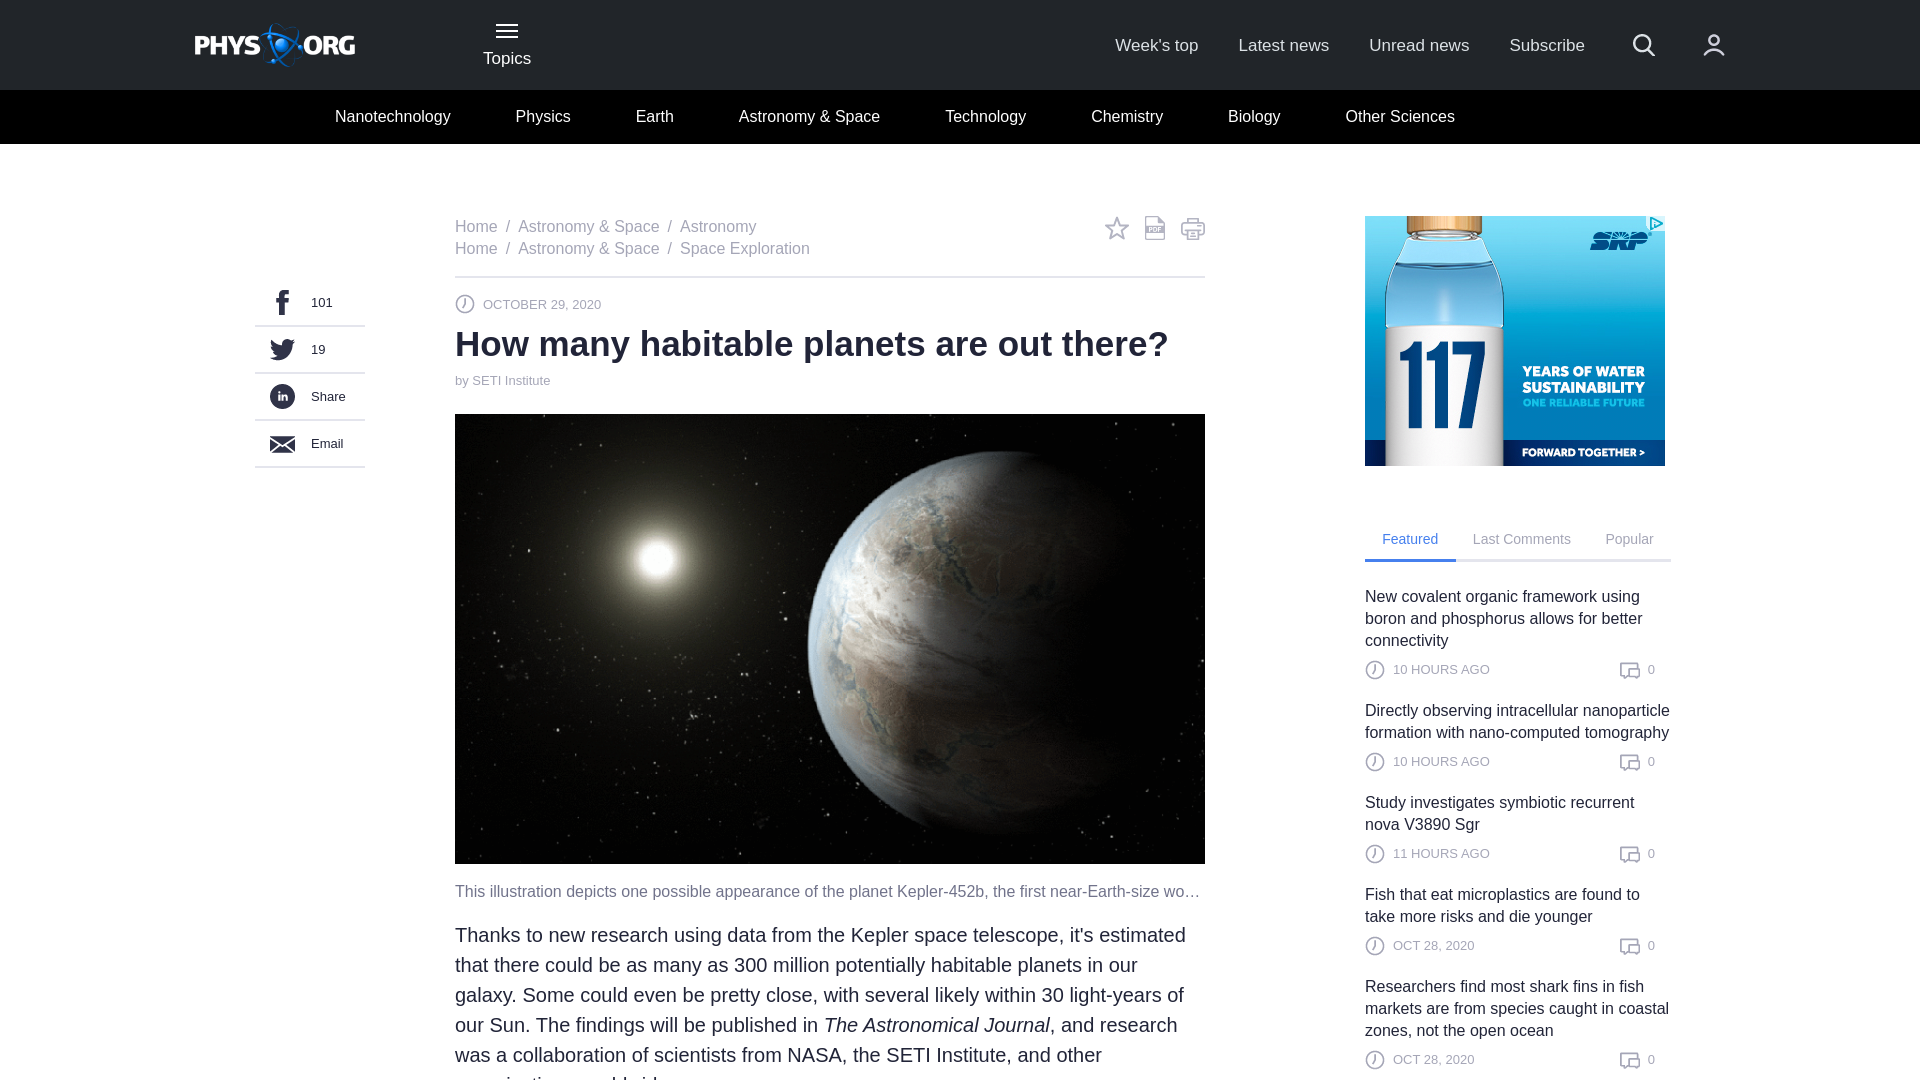 PHYS ORG
Topics
Week's top
Latest news
Unread news
Subscribe
Nanotechnology
Physics
Earth
Astronomy & Space
Technology
Chemistry
Biology
Other Sciences
Home / Astronomy & Space / Astronomy
Home / Astronomy & Space / Space Exploration
PDF
101
19
in Share
Email
OCTOBER 29, 2020
How many habitable planets are out there?
by SETI Institute
This illustration depicts one possible appearance of the planet Kepler-452b, the first near-Earth-size wo…
Thanks to new research using data from the Kepler space telescope, it's estimated
that there could be as many as 300 million potentially habitable planets in our
galaxy. Some could even be pretty close, with several likely within 30 light-years of
our Sun. The findings will be published in The Astronomical Journal, and research
was a collaboration of scientists from NASA, the SETI Institute, and other
SRP
117
YEARS OF WATER
SUSTAINABILITY
ONE RELIABLE FUTURE
FORWARD TOGETHER >
Featured
Last Comments
Popular
New covalent organic framework using
boron and phosphorus allows for better
connectivity
10 HOURS AGO 0
Directly observing intracellular nanoparticle
formation with nano-computed tomography
10 HOURS AGO 0
Study investigates symbiotic recurrent
nova V3890 Sgr
11 HOURS AGO 0
Fish that eat microplastics are found to
take more risks and die younger
OCT 28, 2020 0
Researchers find most shark fins in fish
markets are from species caught in coastal
zones, not the open ocean
OCT 28, 2020 0